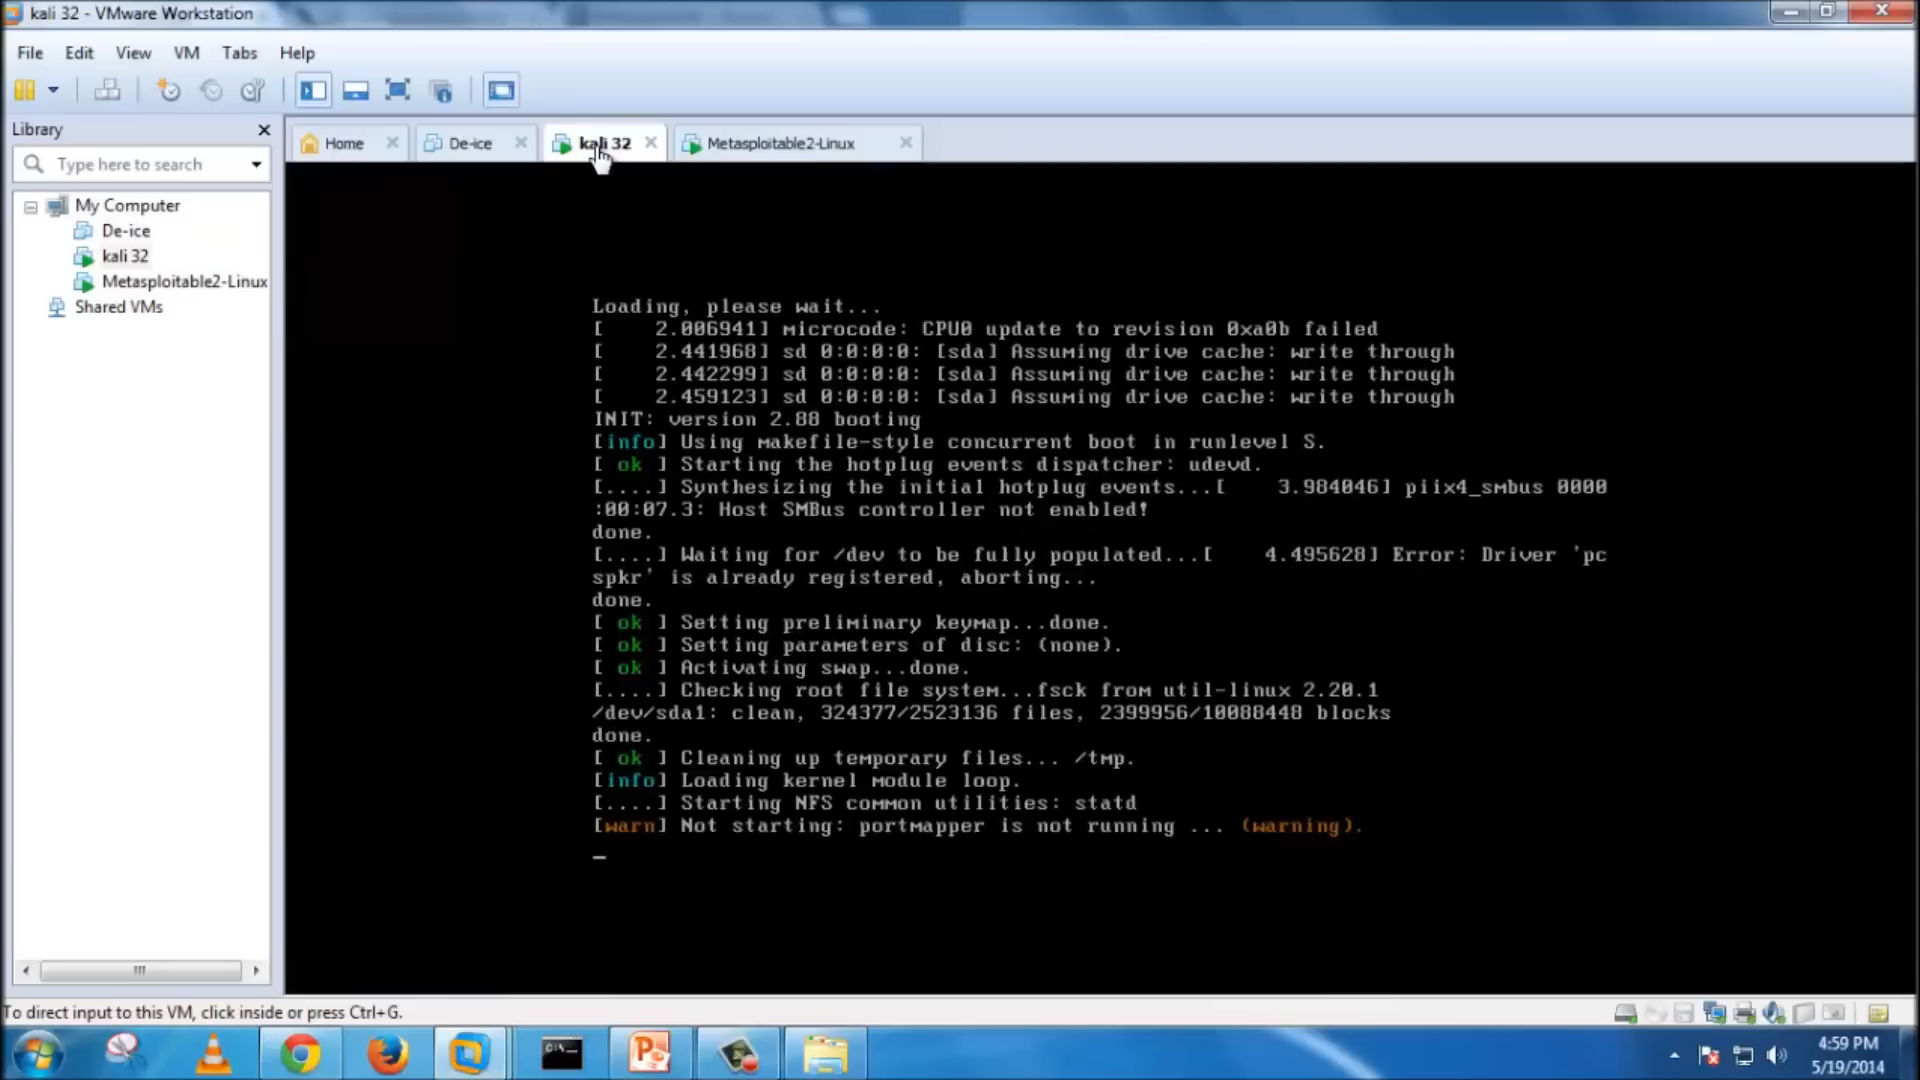 kali 32 - VMware Workstation
File Edit View VM Tabs Help
Library
Type here to search
My Computer
De-ice
kali 32
Metasploitable2-Linux
Shared VMs
Home De-ice kali 32 Metasploitable2-Linux
Loading, please wait...
[    2.006941] microcode: CPU0 update to revision 0xa0b failed
[    2.441968] sd 0:0:0:0: [sda] Assuming drive cache: write through
[    2.442299] sd 0:0:0:0: [sda] Assuming drive cache: write through
[    2.459123] sd 0:0:0:0: [sda] Assuming drive cache: write through
INIT: version 2.88 booting
[info] Using makefile-style concurrent boot in runlevel S.
[ ok ] Starting the hotplug events dispatcher: udevd.
[....] Synthesizing the initial hotplug events...[    3.984046] piix4_smbus 0000
:00:07.3: Host SMBus controller not enabled!
done.
[....] Waiting for /dev to be fully populated...[    4.495628] Error: Driver 'pc
spkr' is already registered, aborting...
done.
[ ok ] Setting preliminary keymap...done.
[ ok ] Setting parameters of disc: (none).
[ ok ] Activating swap...done.
[....] Checking root file system...fsck from util-linux 2.20.1
/dev/sda1: clean, 324377/2523136 files, 2399956/10088448 blocks
done.
[ ok ] Cleaning up temporary files... /tmp.
[info] Loading kernel module loop.
[....] Starting NFS common utilities: statd
[warn] Not starting: portmapper is not running ... (warning).
_
To direct input to this VM, click inside or press Ctrl+G.
C:\.
4:59 PM
5/19/2014